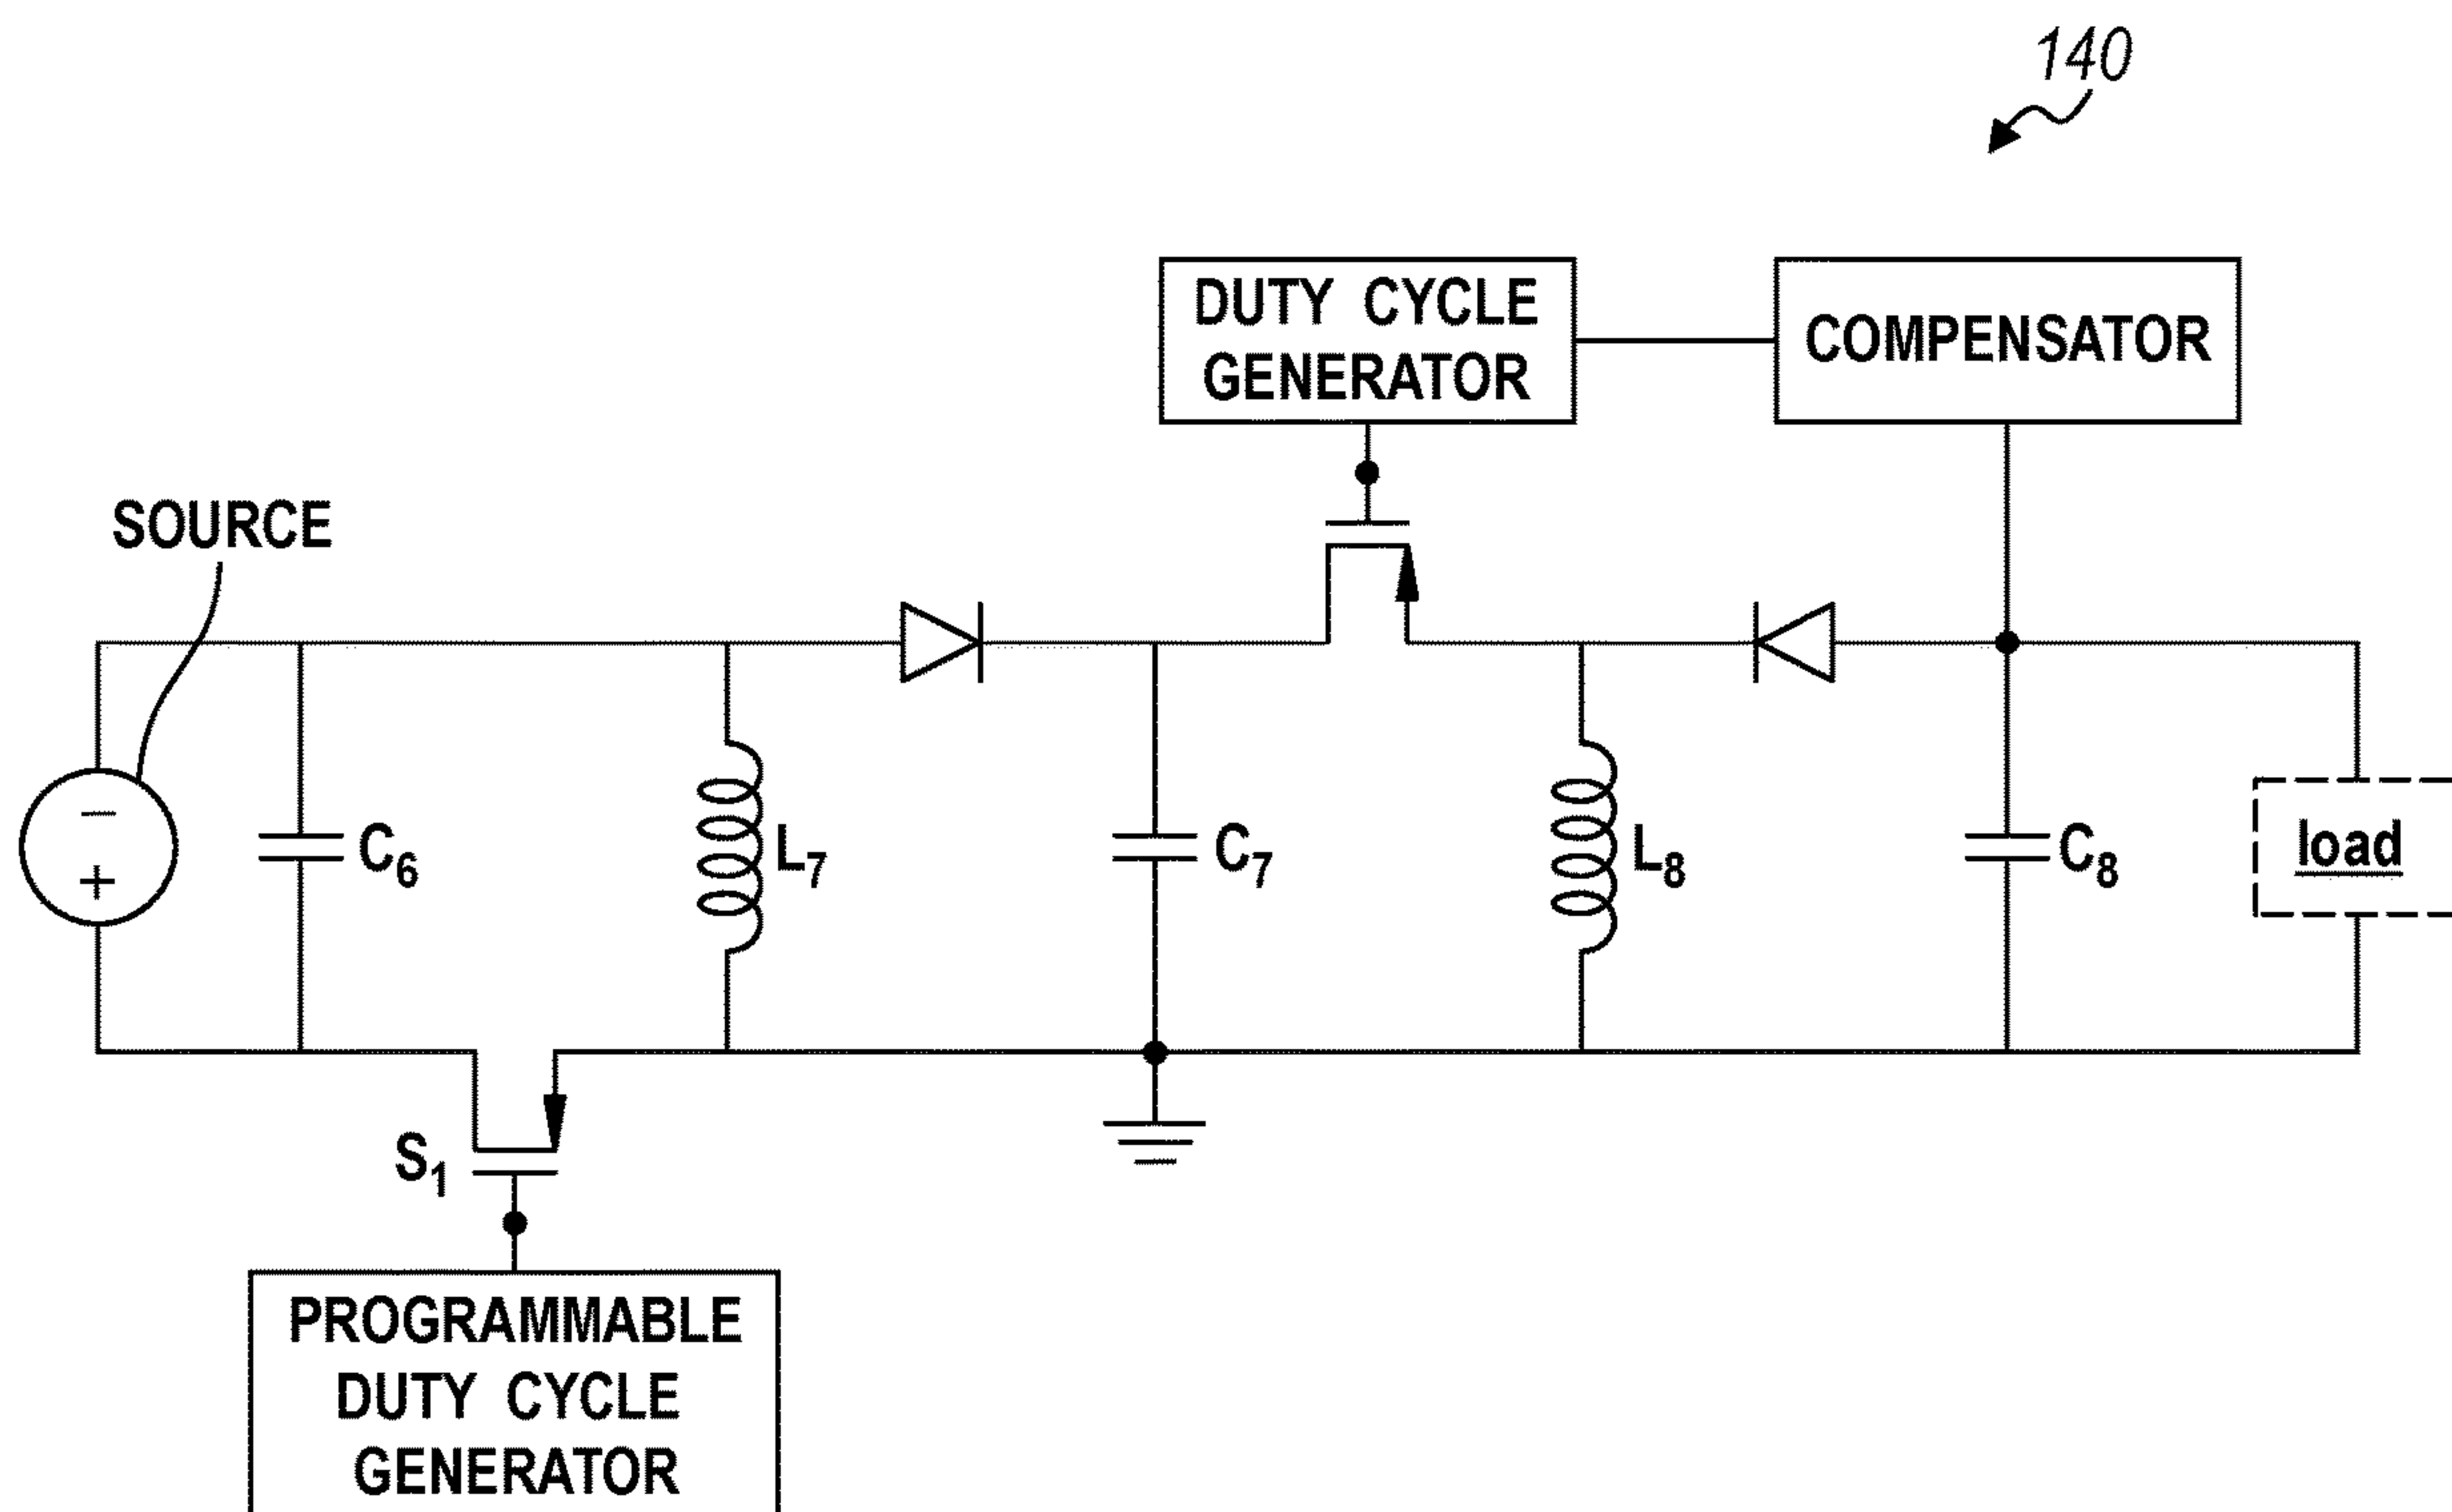 140
DUTY CYCLE
GENERATOR
COMPENSATOR
SOURCE
−
+
C6
L7
C7
L8
C8
load
S1
PROGRAMMABLE
DUTY CYCLE
GENERATOR